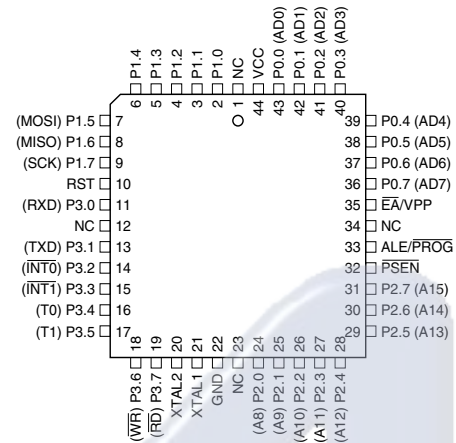 P1.4
P1.3
P1.2
P1.1
P1.0
NC
VCC
P0.0 (AD0)
P0.1 (AD1)
P0.2 (AD2)
P0.3 (AD3)
6
5
4
3
2
1
44
43
42
41
40
(MOSI) P1.5 7
(MISO) P1.6 8
(SCK) P1.7 9
RST 10
(RXD) P3.0 11
NC 12
(TXD) P3.1 13
(INT0) P3.2 14
(INT1) P3.3 15
(T0) P3.4 16
(T1) P3.5 17
39 P0.4 (AD4)
38 P0.5 (AD5)
37 P0.6 (AD6)
36 P0.7 (AD7)
35 EA/VPP
34 NC
33 ALE/PROG
32 PSEN
31 P2.7 (A15)
30 P2.6 (A14)
29 P2.5 (A13)
18
19
20
21
22
23
24
25
26
27
28
(WR) P3.6
(RD) P3.7
XTAL2
XTAL1
GND
NC
(A8) P2.0
(A9) P2.1
(A10) P2.2
(A11) P2.3
(A12) P2.4